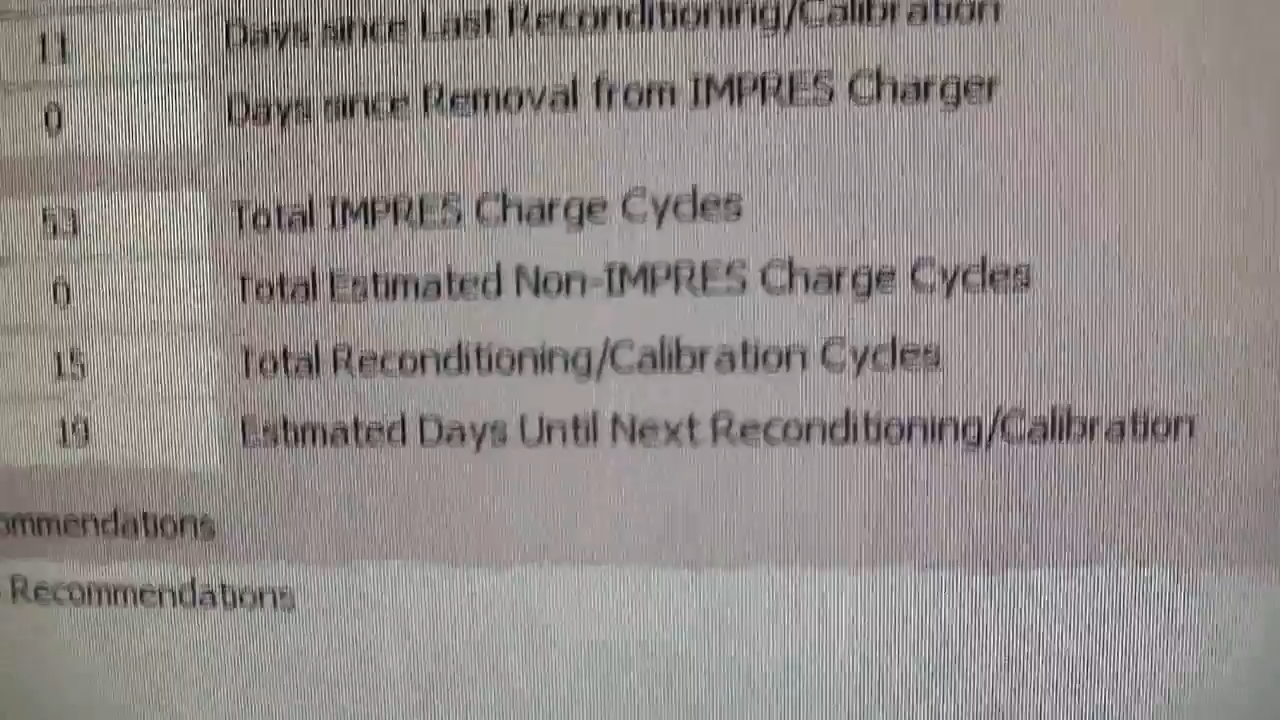 11 Days since Last Reconditioning/Calibration
0 Days since Removal from IMPRES Charger
53 Total IMPRES Charge Cycles
0 Total Estimated Non-IMPRES Charge Cycles
15 Total Reconditioning/Calibration Cycles
19 Estimated Days Until Next Reconditioning/Calibration
ommendations
Recommendations